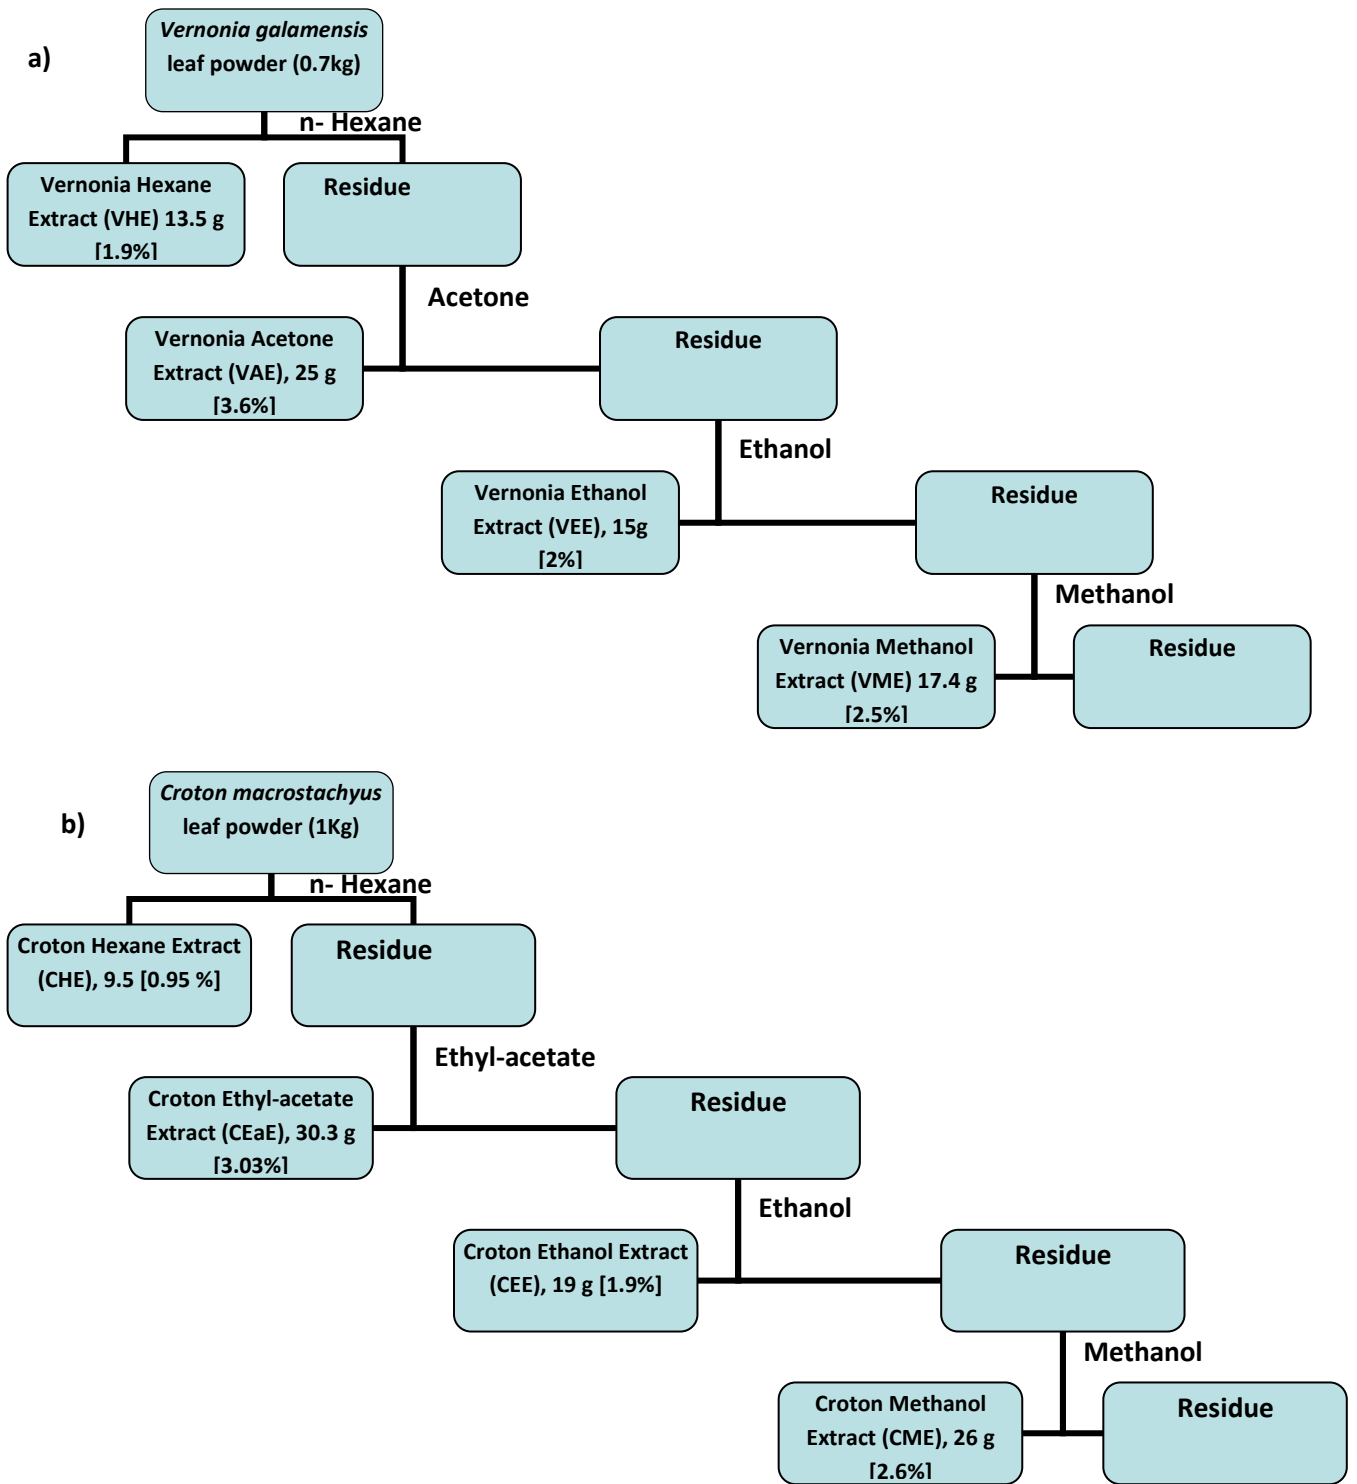 a)
Vernonia galamensis
leaf powder (0.7kg)
n- Hexane
Vernonia Hexane
Extract (VHE) 13.5 g
[1.9%]
Residue
Acetone
Vernonia Acetone
Extract (VAE), 25 g
[3.6%]
Residue
Ethanol
Vernonia Ethanol
Extract (VEE), 15g
[2%]
Residue
Methanol
Vernonia Methanol
Extract (VME) 17.4 g
[2.5%]
Residue
b)
Croton macrostachyus
leaf powder (1Kg)
n- Hexane
Croton Hexane Extract
(CHE), 9.5 [0.95 %]
Residue
Ethyl-acetate
Croton Ethyl-acetate
Extract (CEaE), 30.3 g
[3.03%]
Residue
Ethanol
Croton Ethanol Extract
(CEE), 19 g [1.9%]
Residue
Methanol
Croton Methanol
Extract (CME), 26 g
[2.6%]
Residue